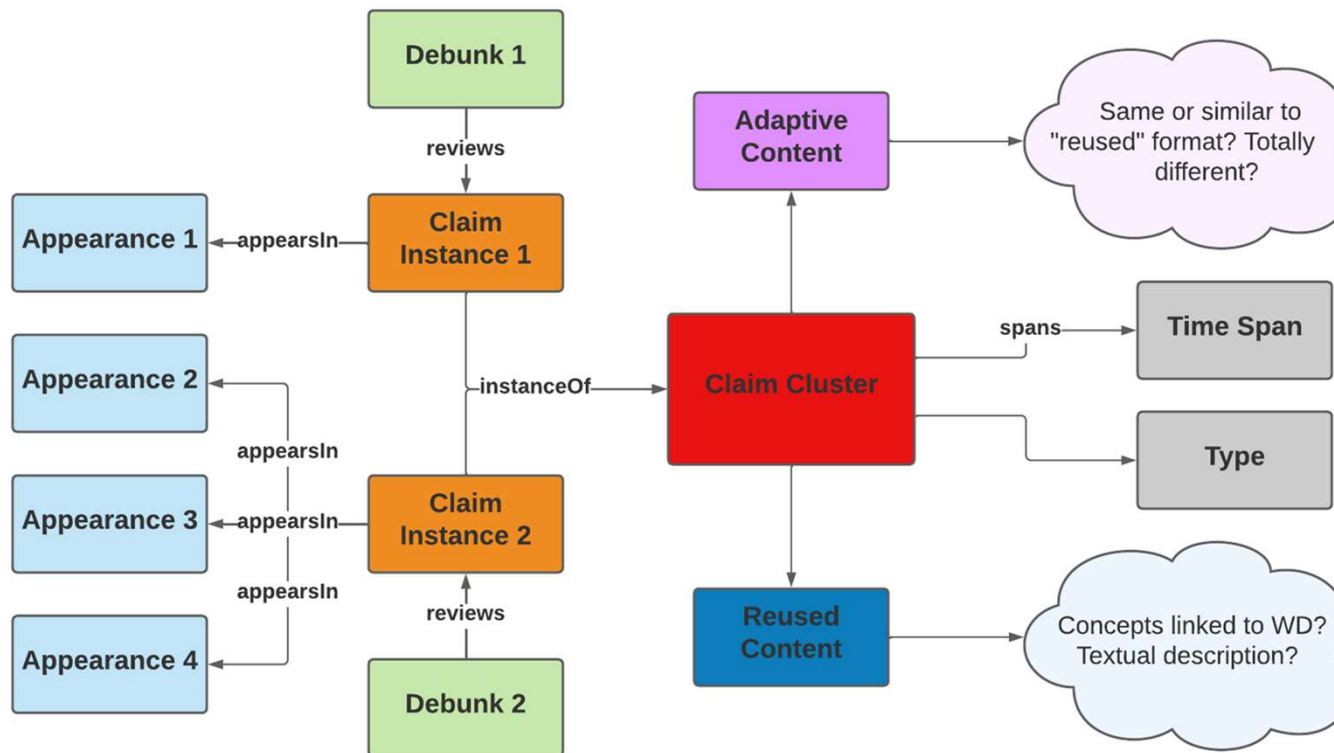 Debunk 1
reviews
Claim
Instance 1
appearsIn
Appearance 1
Appearance 2
appearsIn
Appearance 3
appearsIn
Claim
Instance 2
appearsIn
Appearance 4
reviews
Debunk 2
instanceOf
Claim Cluster
Adaptive
Content
Same or similar to
"reused" format? Totally
different?
spans
Time Span
Type
Reused
Content
Concepts linked to WD?
Textual description?